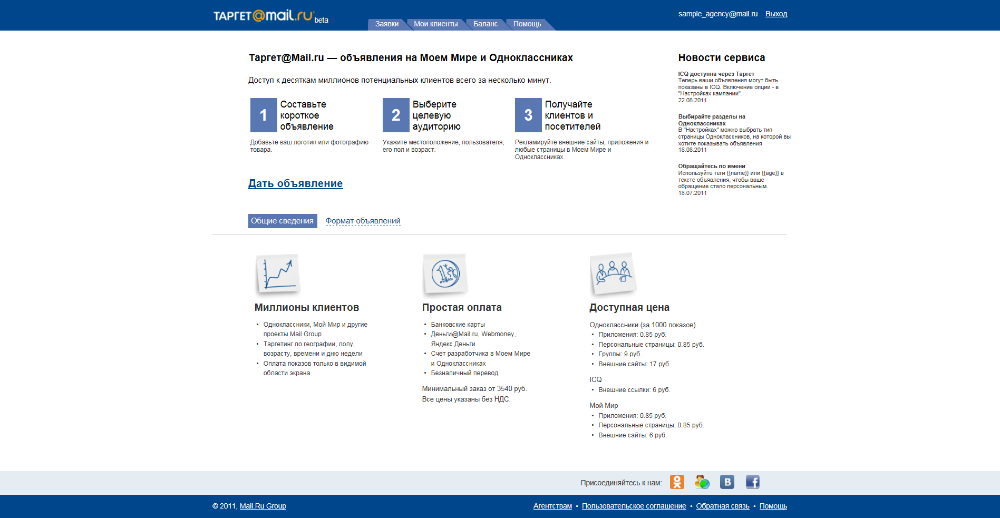 ТАРГЕТ@mail.ru beta
Заявки
Мои клиенты
Баланс
Помощь
sample_agency@mail.ru
Выход
Таргет@Mail.ru — объявления на Моем Мире и Одноклассниках
Доступ к десяткам миллионов потенциальных клиентов всего за несколько минут.
1
Составьте
короткое
объявление
Добавьте ваш логотип или фотографию
товара.
2
Выберите
целевую
аудиторию
Укажите местоположение, пользователя,
его пол и возраст.
3
Получайте
клиентов и
посетителей
Рекламируйте внешние сайты, приложения и
любые страницы в Моем Мире и
Одноклассниках.
Дать объявление
Новости сервиса
ICQ доступна через Таргет
Теперь ваши объявления могут быть
показаны в ICQ. Включение опции - в
"Настройках кампании".
22.08.2011
Выбирайте разделы на
Одноклассниках
В "Настройках" можно выбрать тип
страницы Одноклассников, на которой вы
хотите показывать объявления
18.08.2011
Обращайтесь по имени
Используйте теги {{name}} или {{age}} в
тексте объявления, чтобы ваше
обращение стало персональным.
18.07.2011
Общие сведения
Формат объявлений
Миллионы клиентов
• Одноклассники, Мой Мир и другие
проекты Mail Group
• Таргетинг по географии, полу,
возрасту, времени и дню недели
• Оплата показов только в видимой
области экрана
1
РУБЛЬ
Простая оплата
• Банковские карты
• Деньги@Mail.ru, Webmoney,
Яндекс.Деньги
• Счет разработчика в Моем Мире
и Одноклассниках
• Безналичный перевод
Минимальный заказ от 3540 руб.
Все цены указаны без НДС.
Доступная цена
Одноклассники (за 1000 показов)
• Приложения: 0.85 руб.
• Персональные страницы: 0.85 руб.
• Группы: 9 руб.
• Внешние сайты: 17 руб.
ICQ
• Внешние ссылки: 6 руб.
Мой Мир
• Приложения: 0.85 руб.
• Персональные страницы: 0.85 руб.
• Внешние сайты: 6 руб.
Присоединяйтесь к нам:
B
f
© 2011, Mail.Ru Group
Агентствам • Пользовательское соглашение • Обратная связь • Помощь